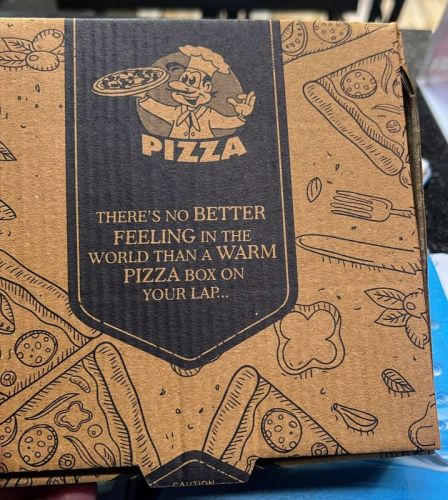 PIZZA
THERE'S NO BETTER
FEELING IN THE
WORLD THAN A WARM
PIZZA BOX ON
YOUR LAP...
CAUTION